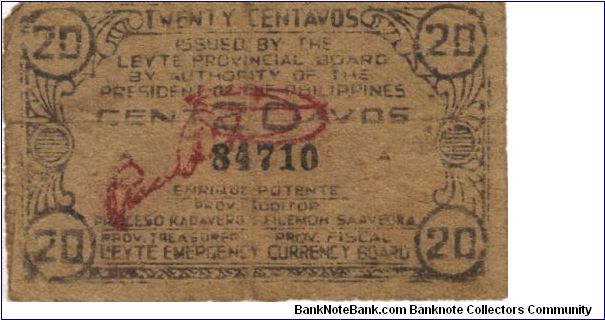 TWENTY CENTAVOS
20 20
ISSUED BY THE
LEYTE PROVINCIAL BOARD
BY AUTHORITY OF THE
PRESIDENT OF THE PHILIPPINES
CENT 20 AVOS
A 84710 A
ENRIQUE POTENTE
PROV. AUDITOR
KADAVERO FILEMON SAAVEDRA
PROV. TREASURER PROV. FISCAL
20 20
LEYTE EMERGENCY CURRENCY BOARD
BankNoteBank.com Banknote Collectors Community